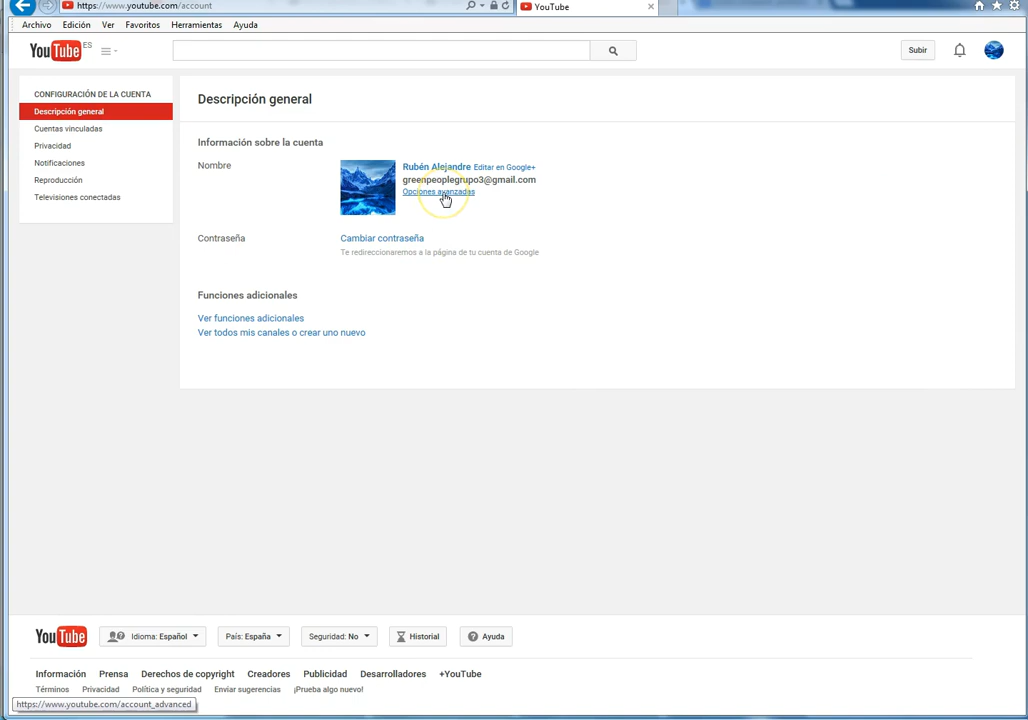 https://www.youtube.com/account
YouTube
Archivo Edición Ver Favoritos Herramientas Ayuda
YouTube ES
Subir
CONFIGURACIÓN DE LA CUENTA
Descripción general
Cuentas vinculadas
Privacidad
Notificaciones
Reproducción
Televisiones conectadas
Descripción general
Información sobre la cuenta
Nombre
Rubén Alejandre Editar en Google+
greenpeoplegrupo3@gmail.com
Opciones avanzadas
Contraseña
Cambiar contraseña
Te redireccionaremos a la página de tu cuenta de Google
Funciones adicionales
Ver funciones adicionales
Ver todos mis canales o crear uno nuevo
YouTube Idioma: Español País: España Seguridad: No Historial Ayuda
Información Prensa Derechos de copyright Creadores Publicidad Desarrolladores +YouTube
Términos Privacidad Política y seguridad Enviar sugerencias ¡Prueba algo nuevo!
https://www.youtube.com/account_advanced